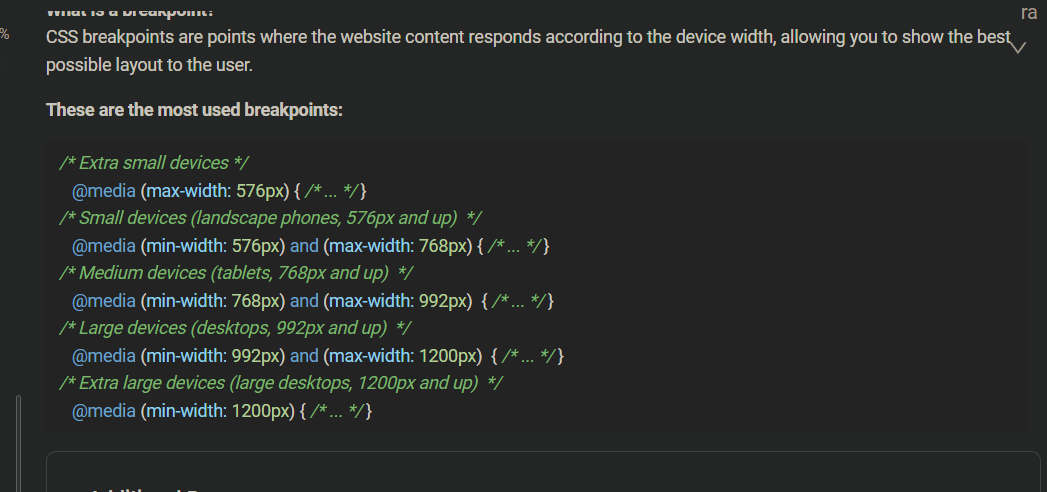 What is a breakpoint?
ra
%
CSS breakpoints are points where the website content responds according to the device width, allowing you to show the best
possible layout to the user.
These are the most used breakpoints:
/* Extra small devices */
@media (max-width: 576px) { /* ... */ }
/* Small devices (landscape phones, 576px and up)  */
@media (min-width: 576px) and (max-width: 768px) { /* ... */ }
/* Medium devices (tablets, 768px and up)  */
@media (min-width: 768px) and (max-width: 992px)  { /* ... */ }
/* Large devices (desktops, 992px and up)  */
@media (min-width: 992px) and (max-width: 1200px)  { /* ... */ }
/* Extra large devices (large desktops, 1200px and up)  */
@media (min-width: 1200px) { /* ... */ }